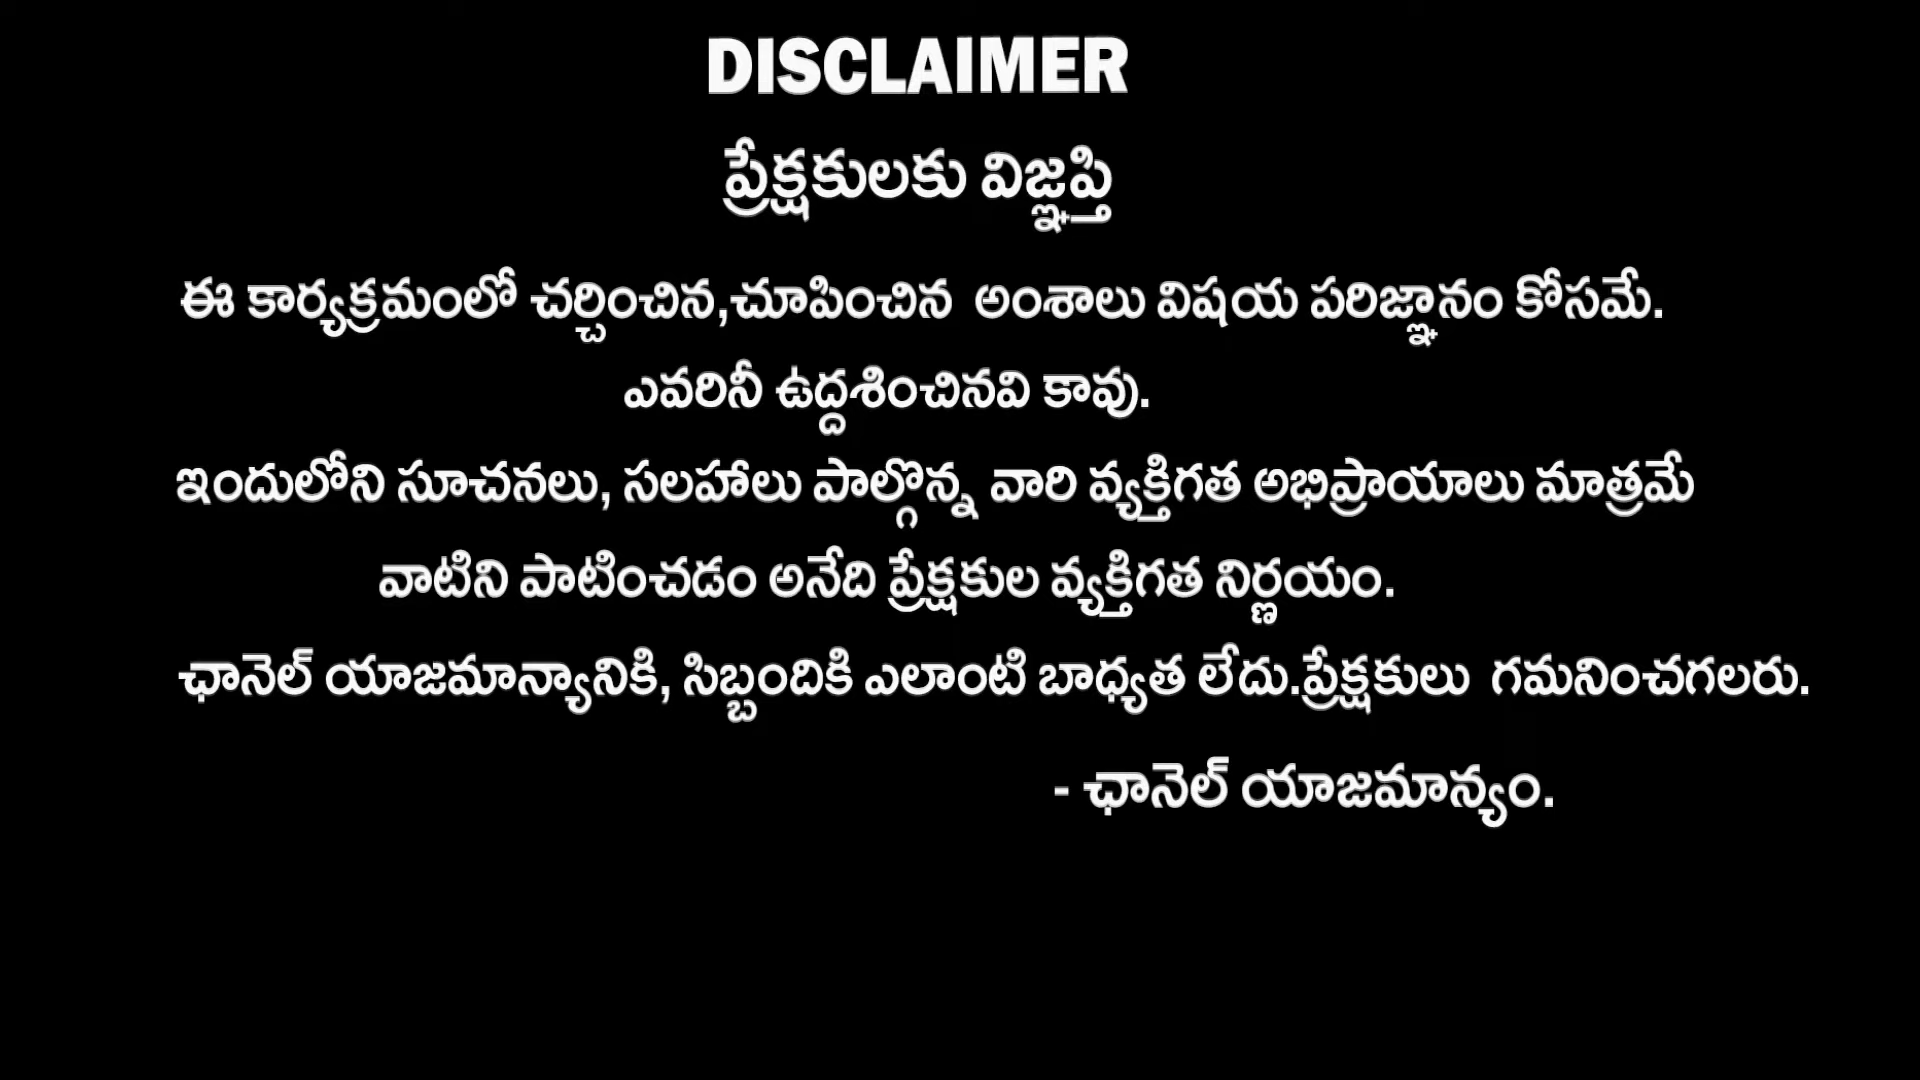 DISCLAIMER
ప్రేక్షకులకు విజ్ఞప్తి
ఈ కార్యక్రమంలో చర్చించిన,చూపించిన అంశాలు విషయ పరిజ్ఞానం కోసమే.
ఎవరినీ ఉద్దశించినవి కావు.
ఇందులోని సూచనలు, సలహాలు పాల్గొన్న వారి వ్యక్తిగత అభిప్రాయాలు మాత్రమే
వాటిని పాటించడం అనేది ప్రేక్షకుల వ్యక్తిగత నిర్ణయం.
ఛానెల్ యాజమాన్యానికి, సిబ్బందికి ఎలాంటి బాధ్యత లేదు.ప్రేక్షకులు గమనించగలరు.
- ఛానెల్ యాజమాన్యం.